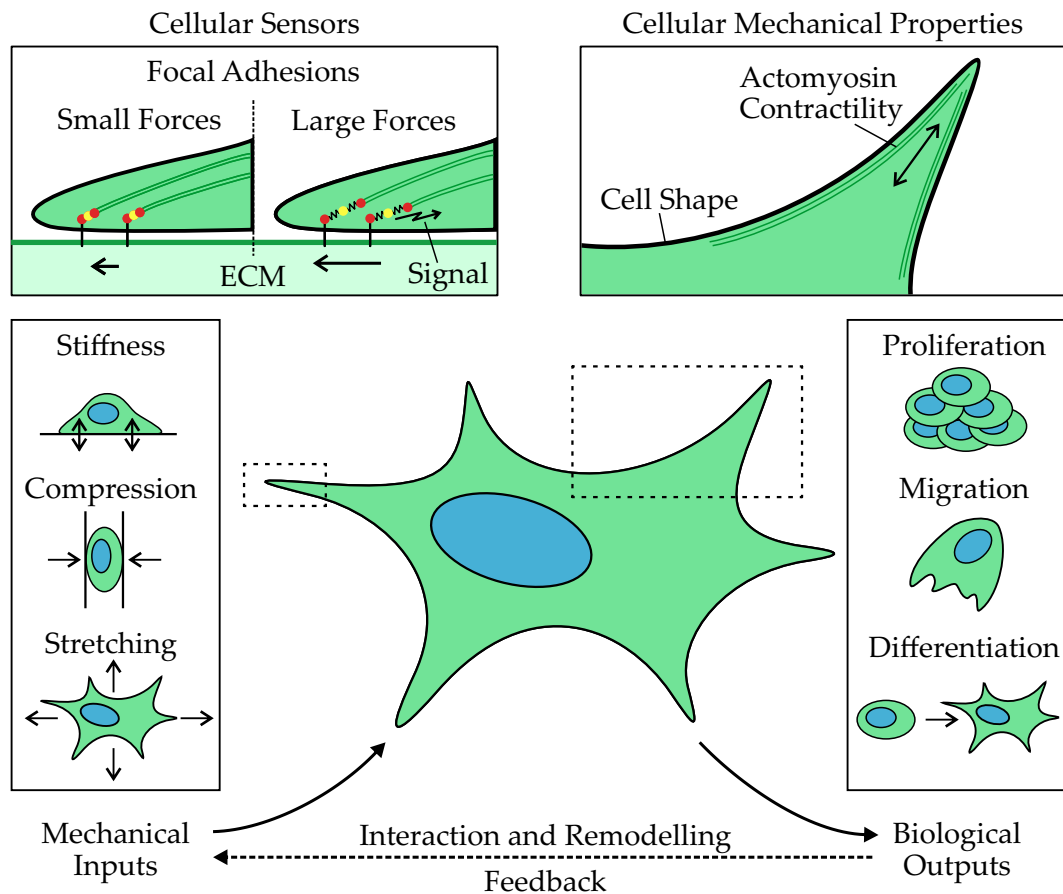 Cellular Sensors
Focal Adhesions
Small Forces
Large Forces
ECM
Signal
Cellular Mechanical Properties
Actomyosin
Contractility
Cell Shape
Stiffness
Compression
Stretching
Mechanical
Inputs
Proliferation
Migration
Differentiation
Biological
Outputs
Interaction and Remodelling
Feedback